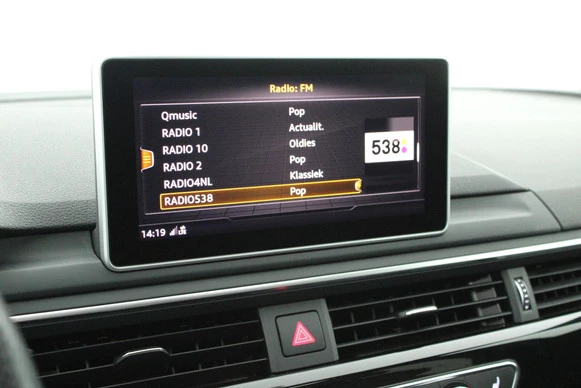 Radio: FM
Qmusic Pop
RADIO 1 Actualit.
RADIO 10 Oldies
RADIO 2 Pop
RADIO4NL Klassiek
RADIO538 Pop
538
14:19 LTE